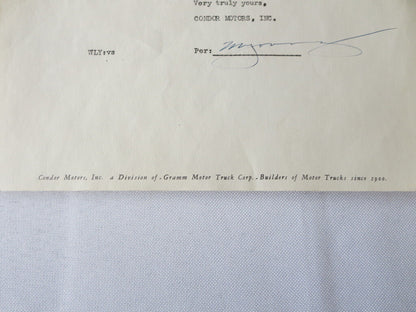 Very truly yours,
CONDOR MOTORS, INC.
WLY:vs Per:
Condor Motors, Inc. a Division of - Gramm Motor Truck Corp. - Builders of Motor Trucks since 1900.